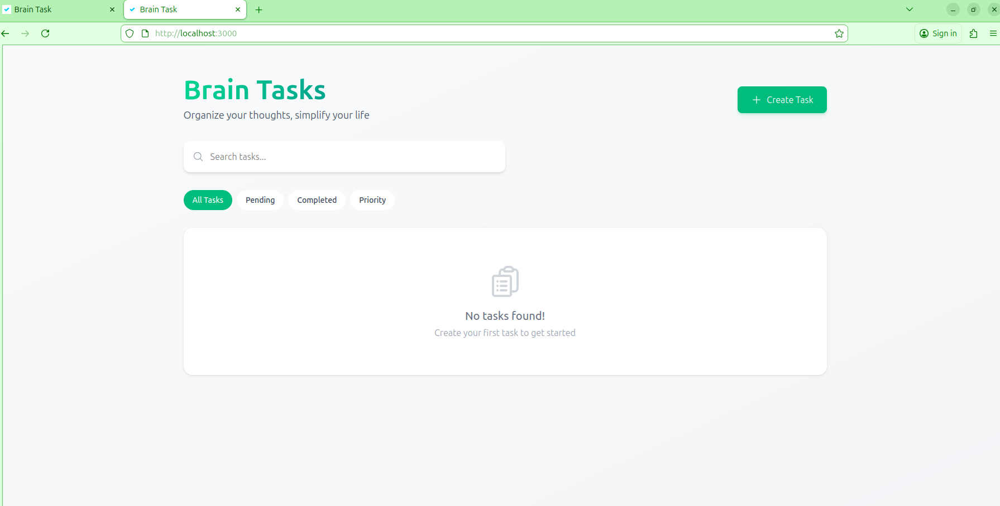 Brain Task
Brain Task
http://localhost:3000
Sign in
Brain Tasks
Organize your thoughts, simplify your life
Create Task
Search tasks...
All Tasks
Pending
Completed
Priority
No tasks found!
Create your first task to get started